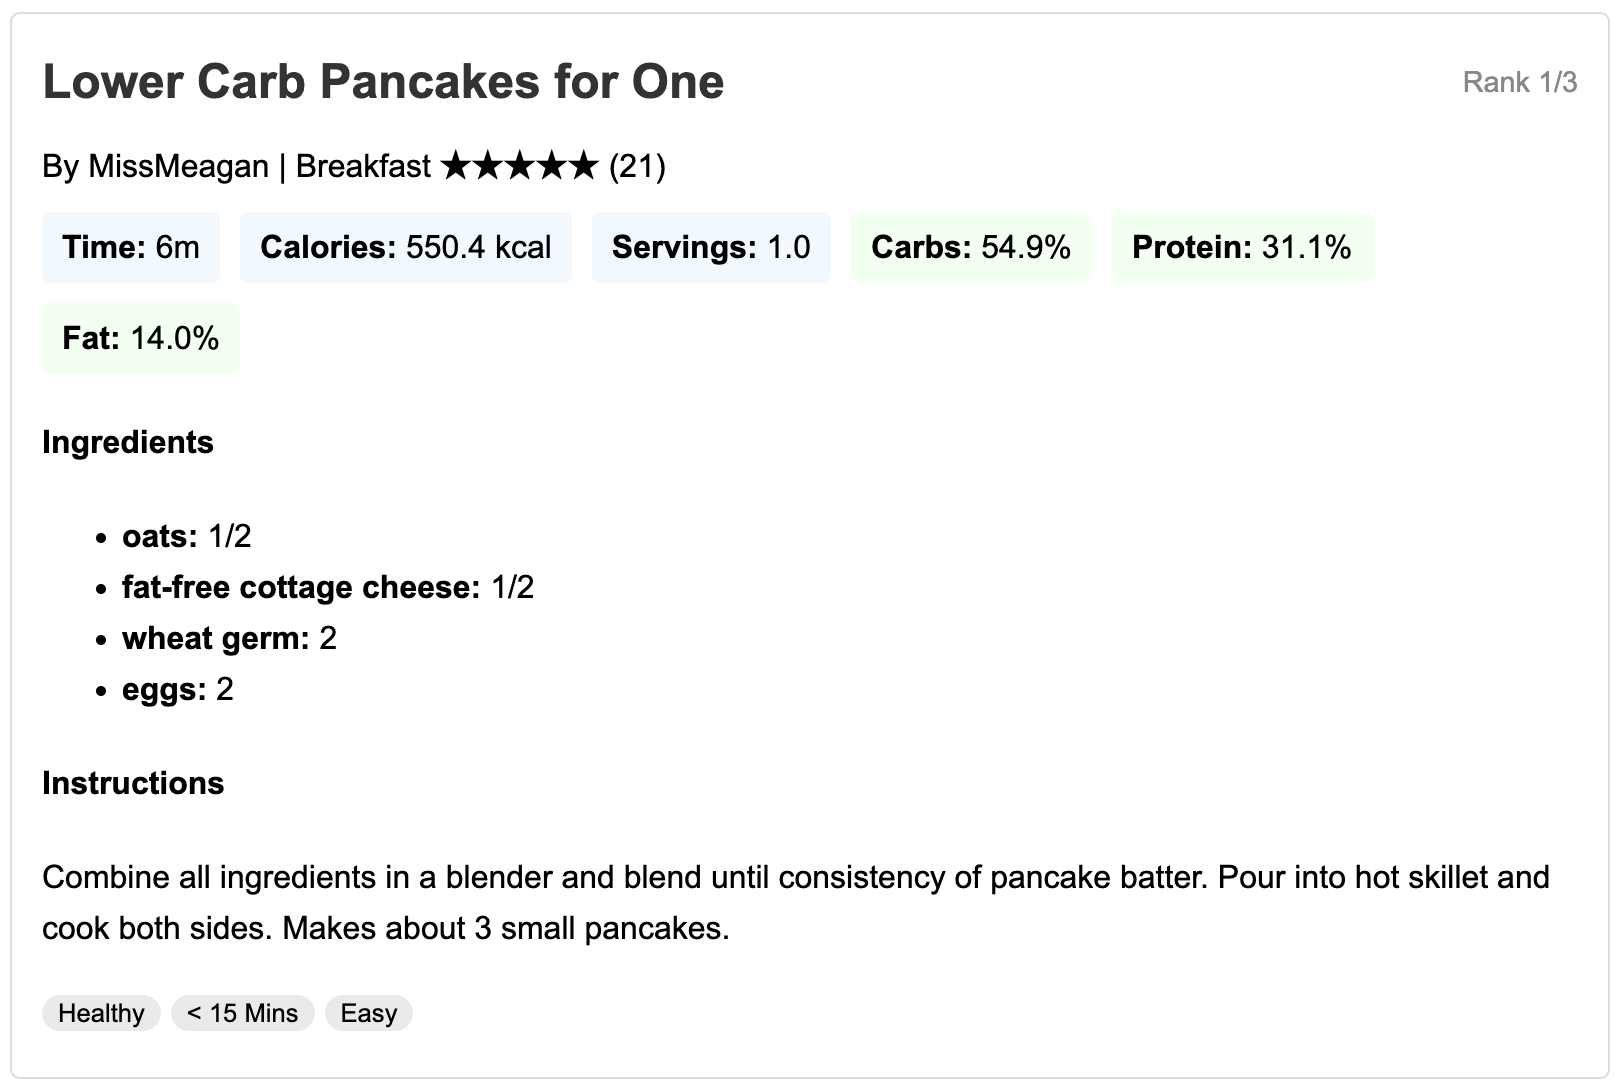 Lower Carb Pancakes for One
Rank 1/3
By MissMeagan | Breakfast ★★★★★ (21)
Time: 6m Calories: 550.4 kcal Servings: 1.0 Carbs: 54.9% Protein: 31.1%
Fat: 14.0%
Ingredients
• oats: 1/2
• fat-free cottage cheese: 1/2
• wheat germ: 2
• eggs: 2
Instructions
Combine all ingredients in a blender and blend until consistency of pancake batter. Pour into hot skillet and
cook both sides. Makes about 3 small pancakes.
Healthy < 15 Mins Easy